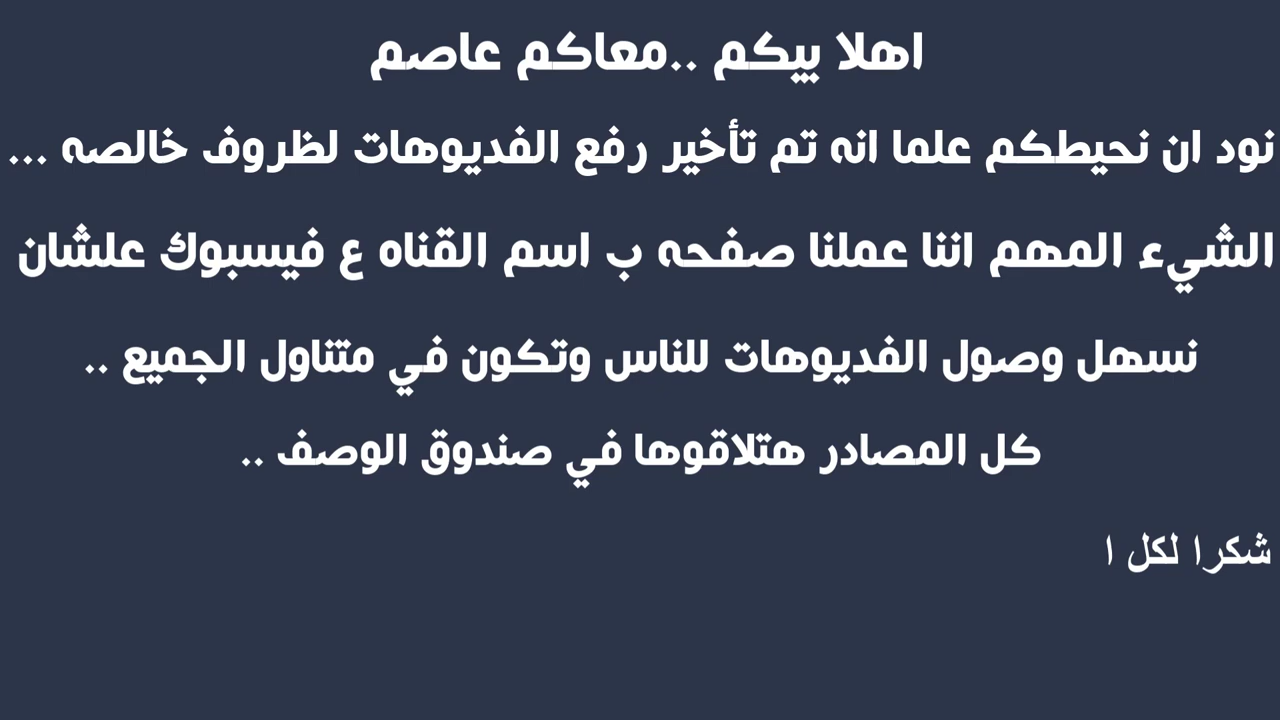 اهلا بيكم ..معاكم عاصم
نود ان نحيطكم علما انه تم تأخير رفع الفديوهات لظروف خالصه ...
الشيء المهم اننا عملنا صفحه ب اسم القناه ع فيسبوك علشان
نسهل وصول الفديوهات للناس وتكون في متناول الجميع ..
كل المصادر هتلاقوها في صندوق الوصف ..
شكرا لكل ا